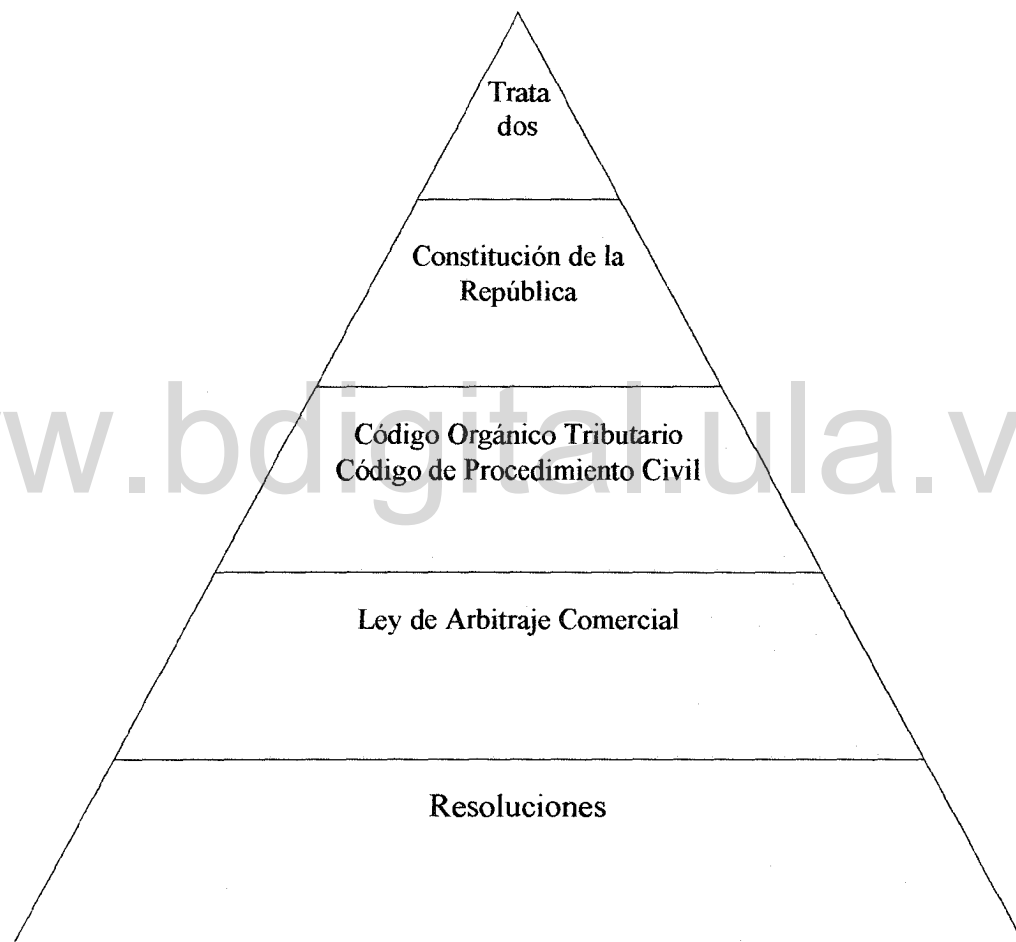 Trata
dos
Constitución de la
República
Código Orgánico Tributario
Código de Procedimiento Civil
Ley de Arbitraje Comercial
Resoluciones
w.bdigital.ula.v